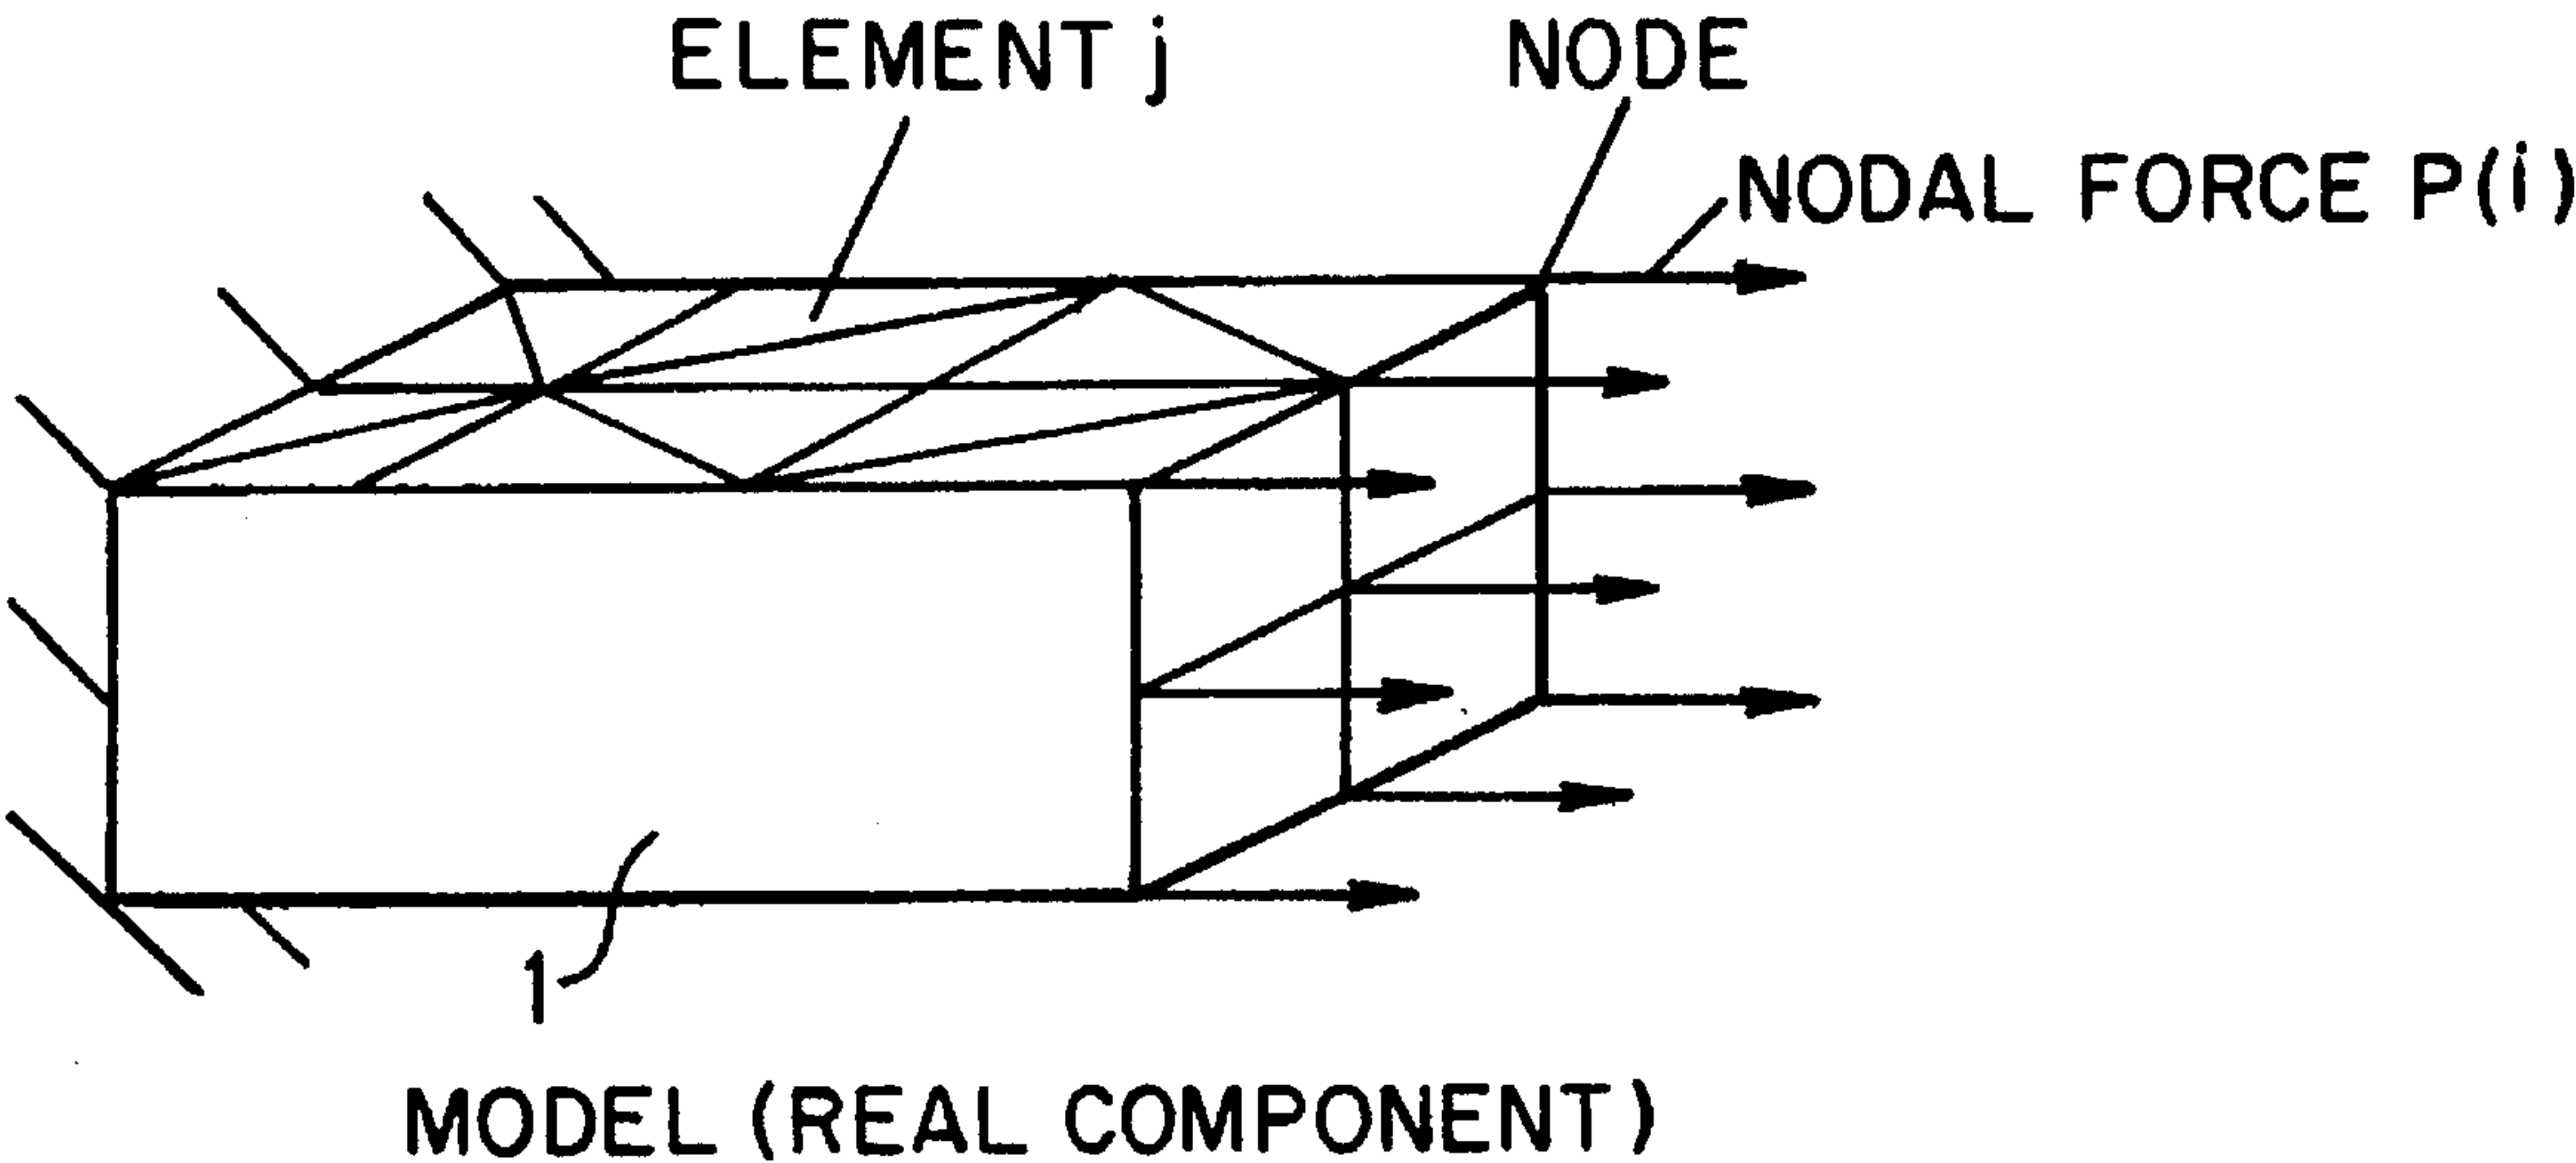 ELEMENT j
NODE
NODAL FORCE P(i)
1
MODEL (REAL COMPONENT)